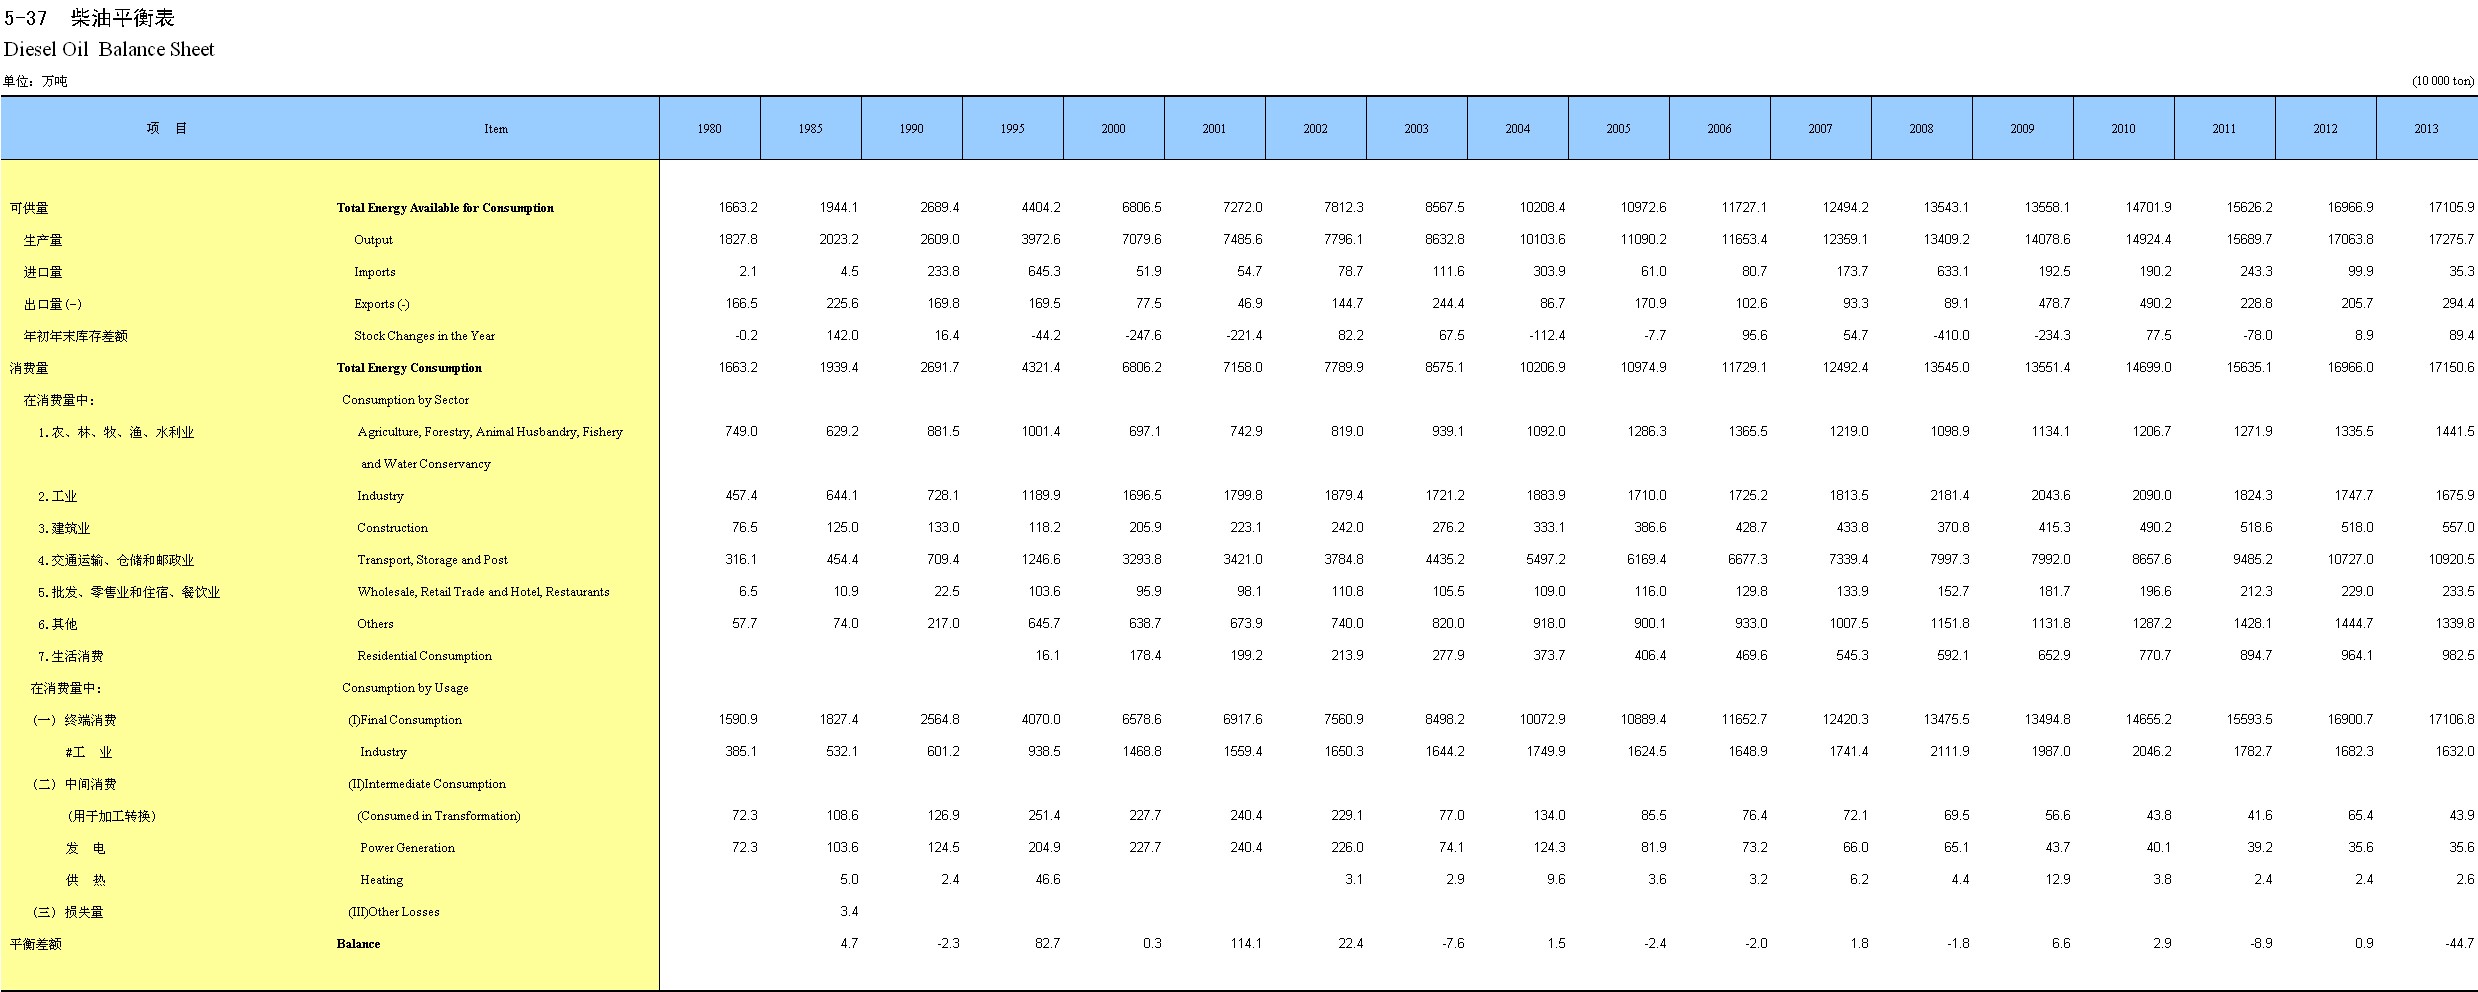 5-37 柴油平衡表
Diesel Oil Balance Sheet
单位：万吨 (10 000 ton)
项 目 Item 1980 1985 1990 1995 2000 2001 2002 2003 2004 2005 2006 2007 2008 2009 2010 2011 2012 2013
可供量 Total Energy Available for Consumption 1663.2 1944.1 2689.4 4404.2 6806.5 7272.0 7812.3 8567.5 10208.4 10972.6 11727.1 12494.2 13543.1 13558.1 14701.9 15626.2 16966.9 17105.9
生产量 Output 1827.8 2023.2 2609.0 3972.6 7079.6 7485.6 7796.1 8632.8 10103.6 11090.2 11653.4 12359.1 13409.2 14078.6 14924.4 15689.7 17063.8 17275.7
进口量 Imports 2.1 4.5 233.8 645.3 51.9 54.7 78.7 111.6 303.9 61.0 80.7 173.7 633.1 192.5 190.2 243.3 99.9 35.3
出口量(-) Exports (-) 166.5 225.6 169.8 169.5 77.5 46.9 144.7 244.4 86.7 170.9 102.6 93.3 89.1 478.7 490.2 228.8 205.7 294.4
年初年末库存差额 Stock Changes in the Year -0.2 142.0 16.4 -44.2 -247.6 -221.4 82.2 67.5 -112.4 -7.7 95.6 54.7 -410.0 -234.3 77.5 -78.0 8.9 89.4
消费量 Total Energy Consumption 1663.2 1939.4 2691.7 4321.4 6806.2 7158.0 7789.9 8575.1 10206.9 10974.9 11729.1 12492.4 13545.0 13551.4 14699.0 15635.1 16966.0 17150.6
在消费量中： Consumption by Sector
1.农、林、牧、渔、水利业 Agriculture, Forestry, Animal Husbandry, Fishery 749.0 629.2 881.5 1001.4 697.1 742.9 819.0 939.1 1092.0 1286.3 1365.5 1219.0 1098.9 1134.1 1206.7 1271.9 1335.5 1441.5
and Water Conservancy
2.工业 Industry 457.4 644.1 728.1 1189.9 1696.5 1799.8 1879.4 1721.2 1883.9 1710.0 1725.2 1813.5 2181.4 2043.6 2090.0 1824.3 1747.7 1675.9
3.建筑业 Construction 76.5 125.0 133.0 118.2 205.9 223.1 242.0 276.2 333.1 386.6 428.7 433.8 370.8 415.3 490.2 518.6 518.0 557.0
4.交通运输、仓储和邮政业 Transport, Storage and Post 316.1 454.4 709.4 1246.6 3293.8 3421.0 3784.8 4435.2 5497.2 6169.4 6677.3 7339.4 7997.3 7992.0 8657.6 9485.2 10727.0 10920.5
5.批发、零售业和住宿、餐饮业 Wholesale, Retail Trade and Hotel, Restaurants 6.5 10.9 22.5 103.6 95.9 98.1 110.8 105.5 109.0 116.0 129.8 133.9 152.7 181.7 196.6 212.3 229.0 233.5
6.其他 Others 57.7 74.0 217.0 645.7 638.7 673.9 740.0 820.0 918.0 900.1 933.0 1007.5 1151.8 1131.8 1287.2 1428.1 1444.7 1339.8
7.生活消费 Residential Consumption 16.1 178.4 199.2 213.9 277.9 373.7 406.4 469.6 545.3 592.1 652.9 770.7 894.7 964.1 982.5
在消费量中： Consumption by Usage
(一) 终端消费 (I)Final Consumption 1590.9 1827.4 2564.8 4070.0 6578.6 6917.6 7560.9 8498.2 10072.9 10889.4 11652.7 12420.3 13475.5 13494.8 14655.2 15593.5 16900.7 17106.8
#工 业 Industry 385.1 532.1 601.2 938.5 1468.8 1559.4 1650.3 1644.2 1749.9 1624.5 1648.9 1741.4 2111.9 1987.0 2046.2 1782.7 1682.3 1632.0
(二) 中间消费 (II)Intermediate Consumption
(用于加工转换) (Consumed in Transformation) 72.3 108.6 126.9 251.4 227.7 240.4 229.1 77.0 134.0 85.5 76.4 72.1 69.5 56.6 43.8 41.6 65.4 43.9
发 电 Power Generation 72.3 103.6 124.5 204.9 227.7 240.4 226.0 74.1 124.3 81.9 73.2 66.0 65.1 43.7 40.1 39.2 35.6 35.6
供 热 Heating 5.0 2.4 46.6 3.1 2.9 9.6 3.6 3.2 6.2 4.4 12.9 3.8 2.4 2.4 2.6
(三) 损失量 (III)Other Losses 3.4
平衡差额 Balance 4.7 -2.3 82.7 0.3 114.1 22.4 -7.6 1.5 -2.4 -2.0 1.8 -1.8 6.6 2.9 -8.9 0.9 -44.7